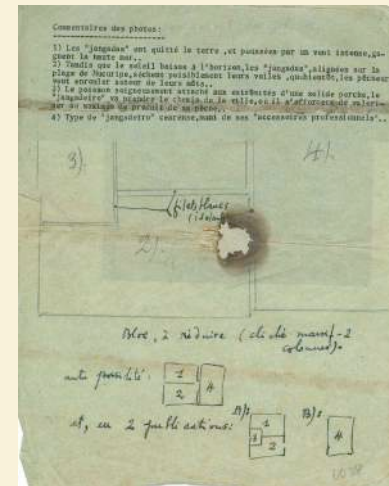 Commentaires des photos:
1) Les "jangadas" ont quitté la terre ,et poussées par un vent intense,ga-
gnent la haute mer..
2) Tandis que le soleil baisse à l'horizon,les "jangadas",alignées sur la
plage de Mucuripe,sèchent paisiblement leurs voiles ,qu'bientôt,les pêcheurs
vont enrouler autour de leurs mâts..
3) Le poisson soigneusement attaché aux extrémités d'une solide perche,le
"jangadeiro" va prendre le chemin de la ville,où il s'efforcera de
par au le produit de sa pêche..
4) Type de "jangadeiro" cearense,muni de ses "accessoires professionnels"..
3).
4).
filets blancs
2).
Bloc, à réduire (cliché massif-2
colonnes).
autre possibilité:
1
2
4
et, en 2 publications:
1
3
2
4